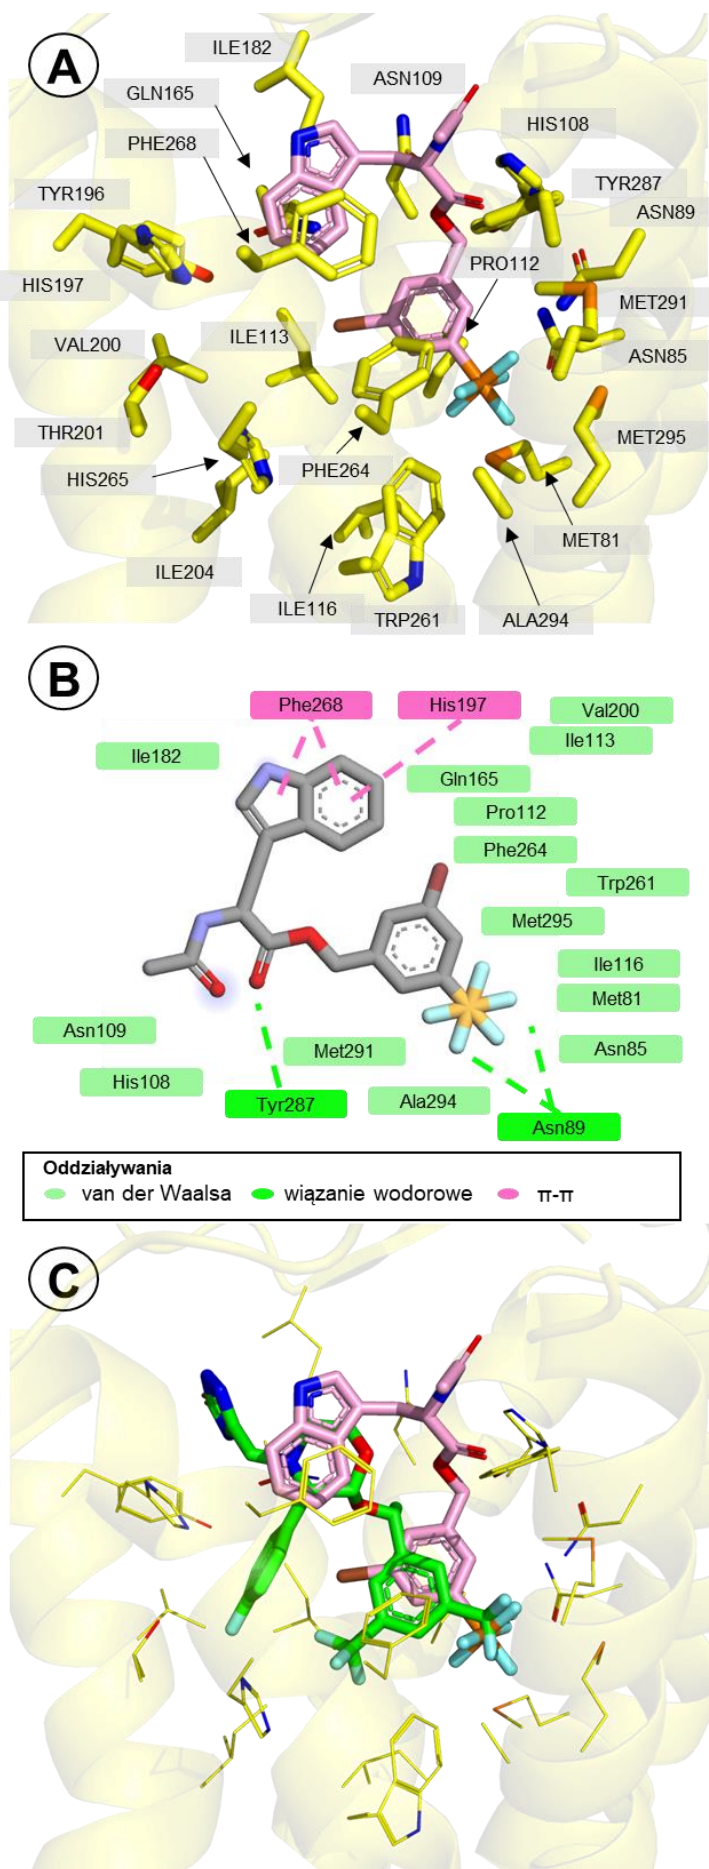 A
ILE182
ASN109
GLN165
HIS108
PHE268
TYR287
TYR196
ASN89
PRO112
HIS197
MET291
ILE113
VAL200
ASN85
THR201
MET295
PHE264
HIS265
MET81
ILE204
ILE116
TRP261
ALA294
B
Phe268
His197
Val200
Ile113
Ile182
Gln165
Pro112
Phe264
Trp261
Met295
Ile116
Met81
Asn109
Met291
Asn85
His108
Tyr287
Ala294
Asn89
Oddziaływania
van der Waalsa wiązanie wodorowe π-π
C